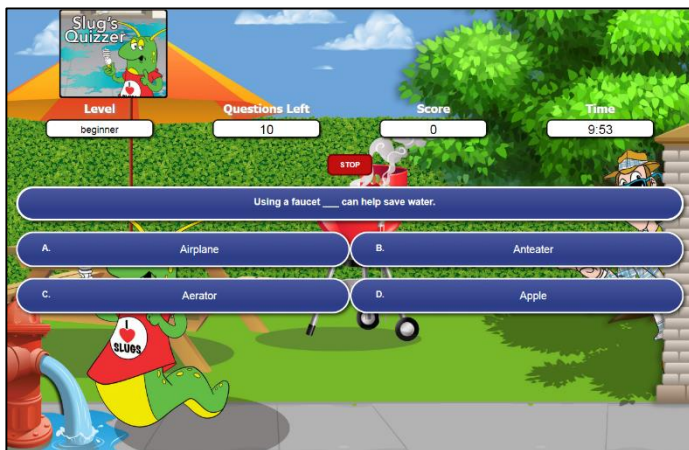 Slug's
Quizzer
I
Level
Questions Left
Score
Time
beginner
10
0
9:53
STOP
Using a faucet ___ can help save water.
A. Airplane
B. Anteater
C. Aerator
D. Apple
I
SLUGS